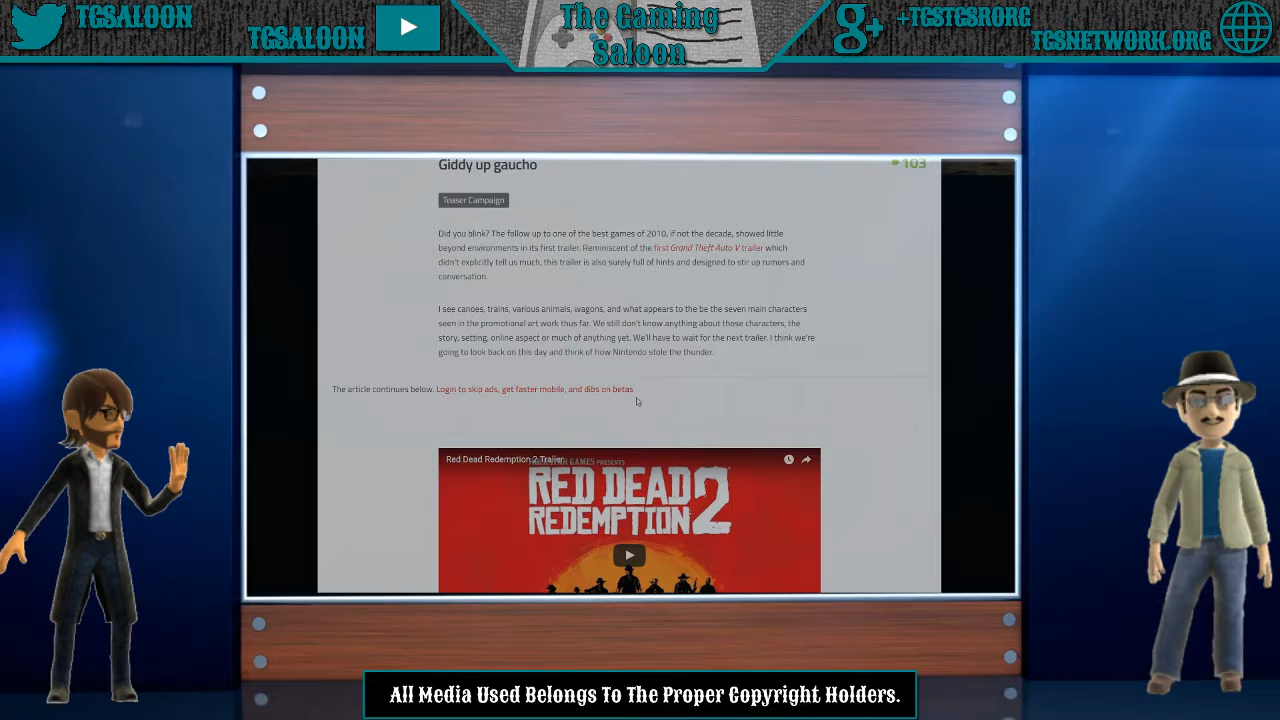 TGSALOON
TGSALOON
The Gaming
Saloon
+TGSTGSRORG
TGSNETWORK.ORG
Giddy up gaucho
103
Teaser Campaign
Did you blink? The follow up to one of the best games of 2010, if not the decade, showed little
beyond environments in its first trailer. Reminiscent of the first Grand Theft Auto V trailer which
didn't explicitly tell us much, this trailer is also surely full of hints and designed to stir up rumors and
conversation.
I see canoes, trains, various animals, wagons, and what appears to the be the seven main characters
seen in the promotional art work thus far. We still don't know anything about those characters, the
story, setting, online aspect or much of anything yet. We'll have to wait for the next trailer. I think we're
going to look back on this day and think of how Nintendo stole the thunder.
The article continues below. Login to skip ads, get faster mobile, and dibs on betas
Red Dead Redemption 2 Trailer
GAMES PRESENTS
RED DEAD
REDEMPTION 2
All Media Used Belongs To The Proper Copyright Holders.